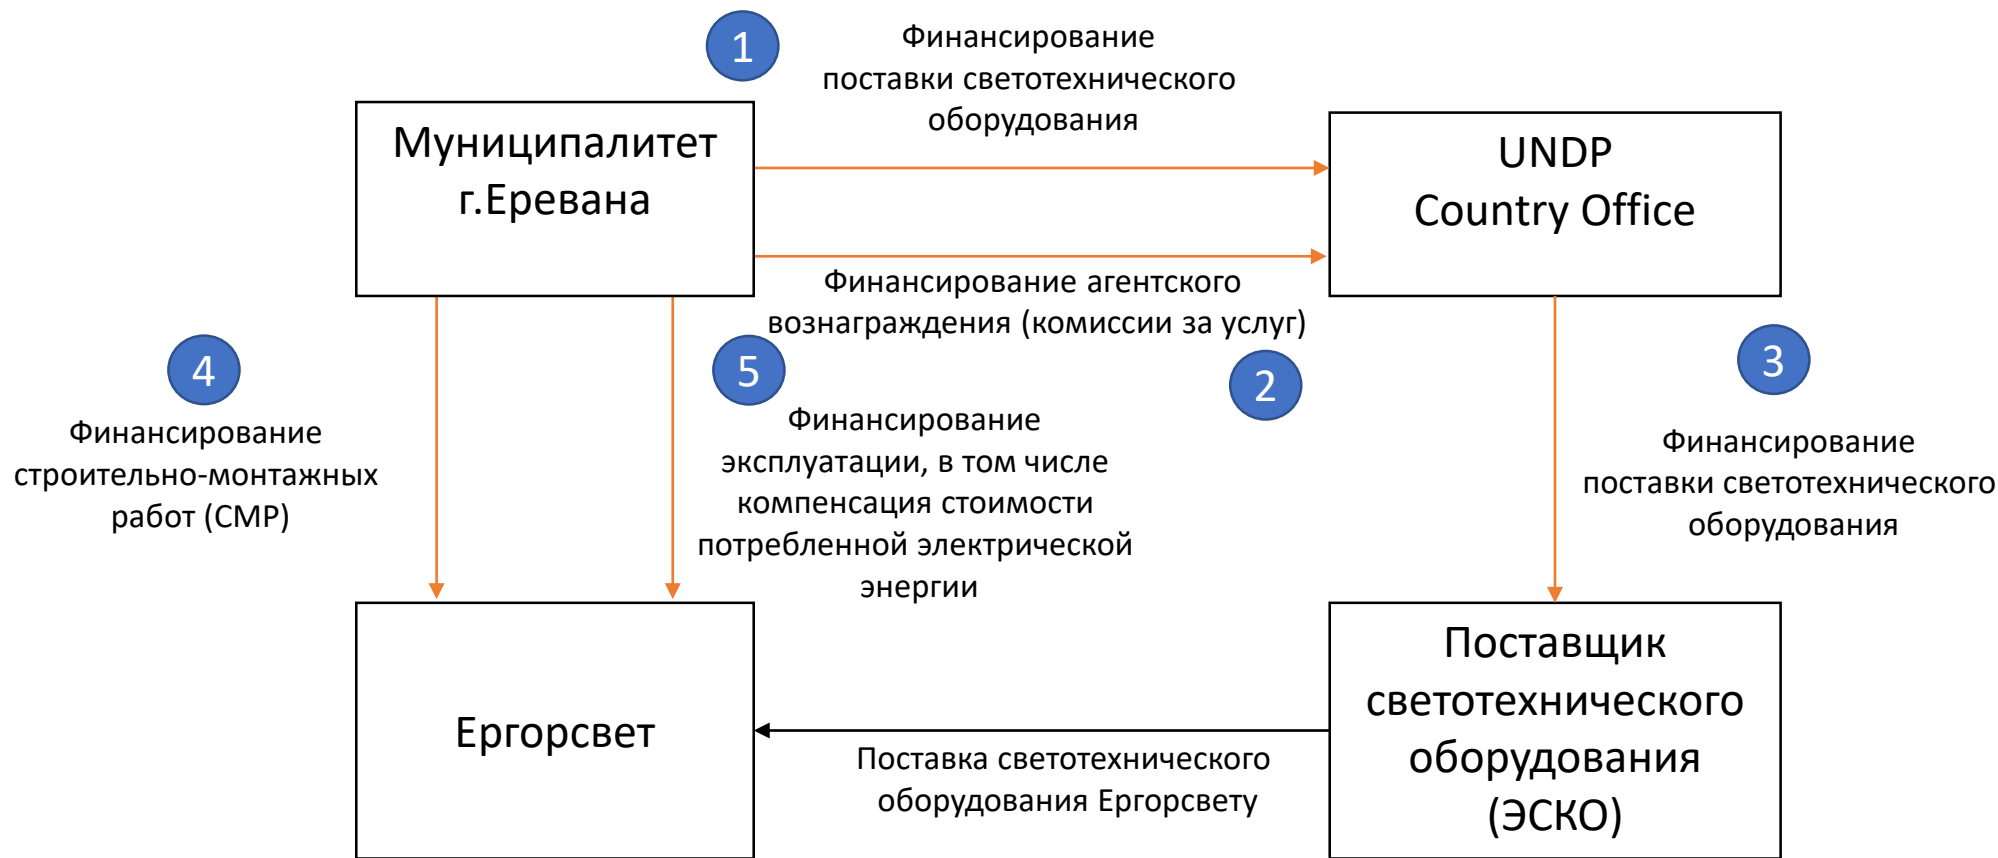 1
Финансирование
поставки светотехнического
оборудования
Муниципалитет
г.Еревана
UNDP
Country Office
Финансирование агентского
вознаграждения (комиссии за услуг)
2
3
Финансирование
поставки светотехнического
оборудования
4
Финансирование
строительно-монтажных
работ (СМР)
5
Финансирование
эксплуатации, в том числе
компенсация стоимости
потребленной электрической
энергии
Ергорсвет
Поставка светотехнического
оборудования Ергорсвету
Поставщик
светотехнического
оборудования
(ЭСКО)